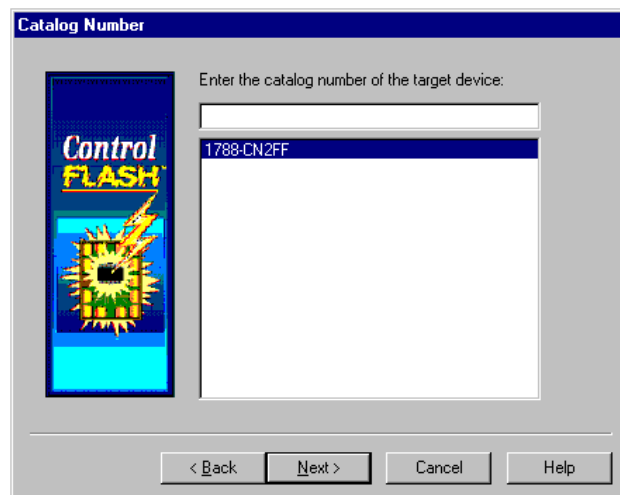 Catalog Number
Enter the catalog number of the target device:
1788-CN2FF
Control
FLASH
< Back
Next >
Cancel
Help